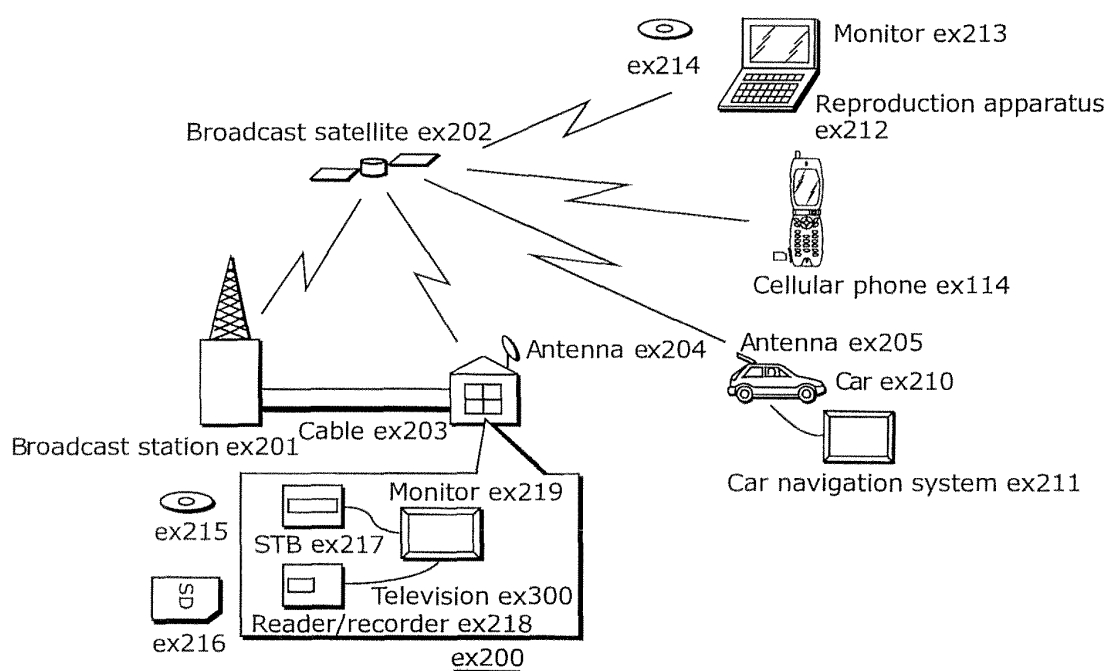 Monitor ex213
ex214
Reproduction apparatus
ex212
Broadcast satellite ex202
Cellular phone ex114
Antenna ex204
Antenna ex205
Car ex210
Cable ex203
Broadcast station ex201
Car navigation system ex211
Monitor ex219
ex215
STB ex217
SD
Television ex300
Reader/recorder ex218
ex216
ex200